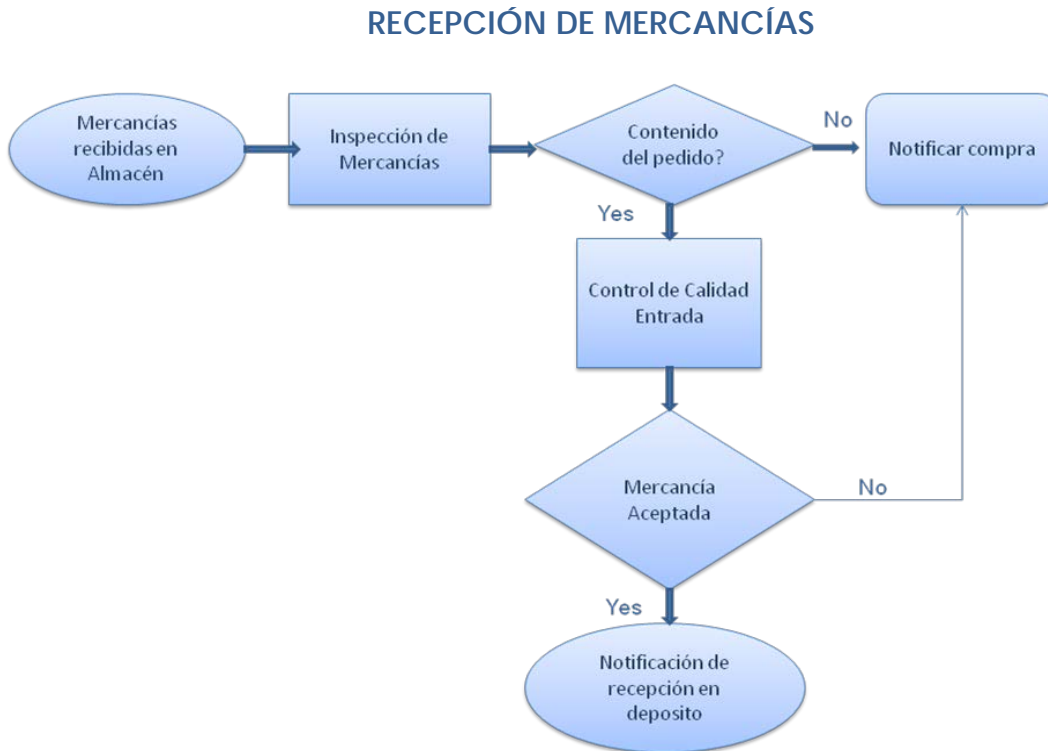 RECEPCIÓN DE MERCANCÍAS
Mercancías
recibidas en
Almacén
Inspección de
Mercancías
Contenido
del pedido?
No
Notificar compra
Yes
Control de Calidad
Entrada
Mercancía
Aceptada
No
Yes
Notificación de
recepción en
deposito